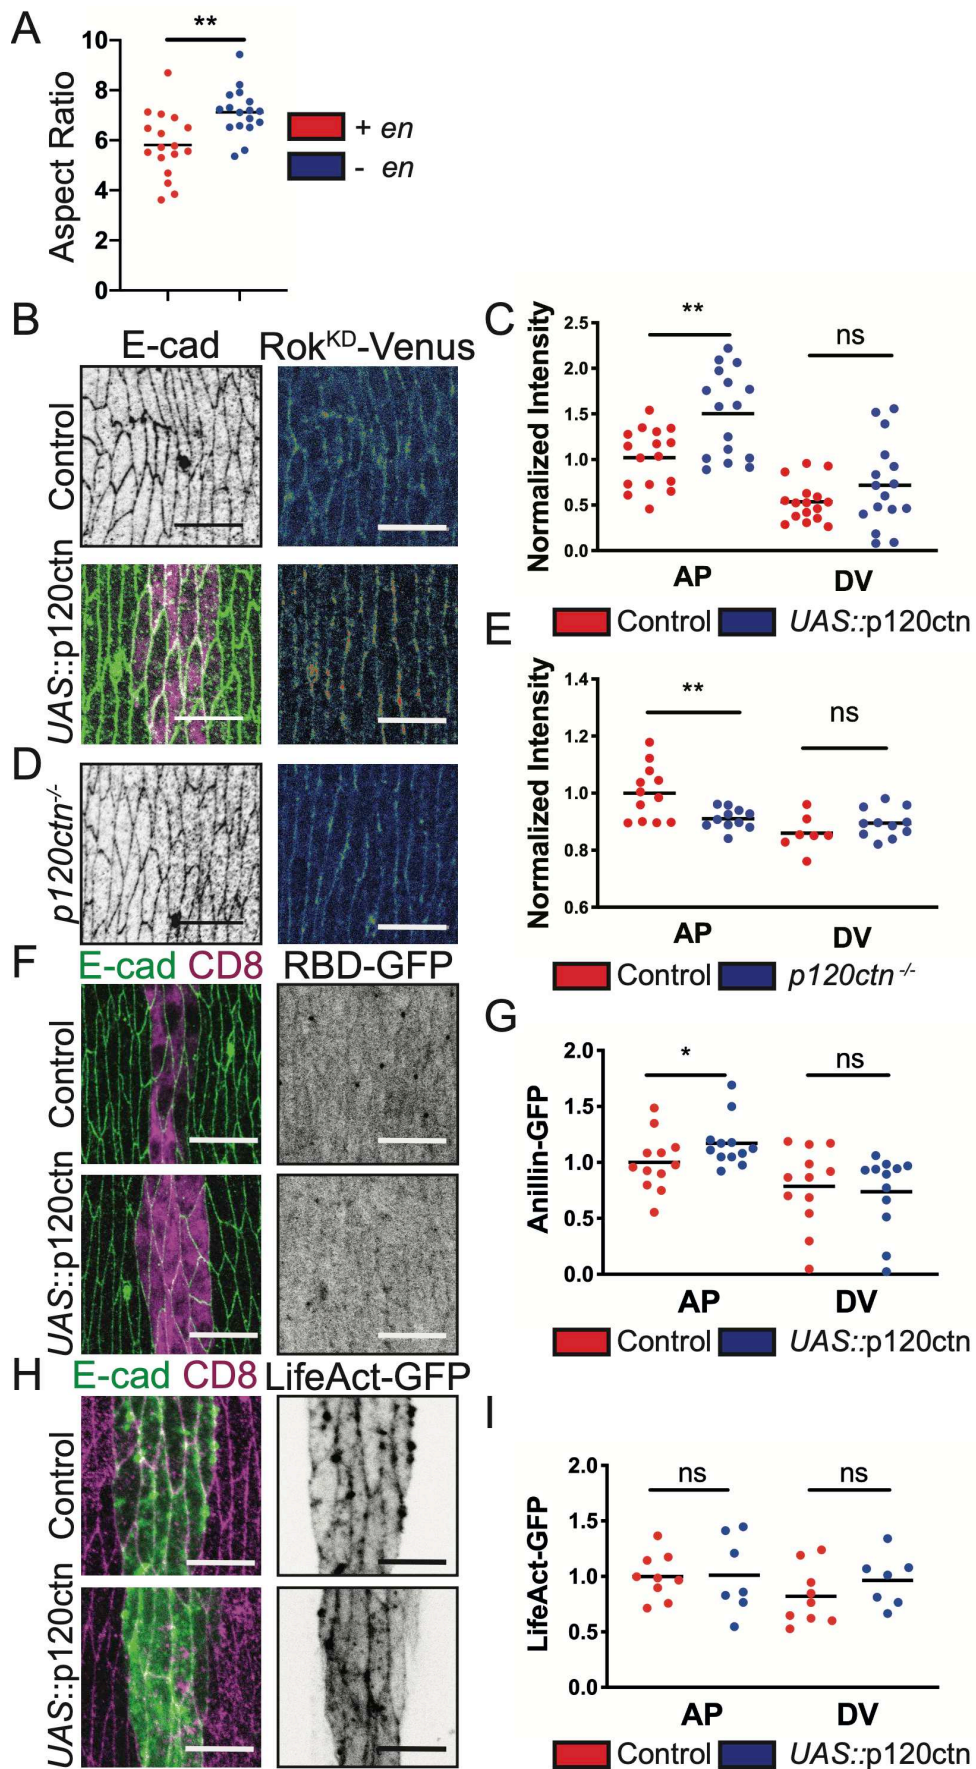 A
**
10
8
6
4
2
0
Aspect Ratio
+ en
- en
B
E-cad
Rok^KD-Venus
Control
UAS::p120ctn
C
**
ns
2.5
2.0
1.5
1.0
0.5
0.0
Normalized Intensity
AP
DV
Control
UAS::p120ctn
D
p120ctn-/-
E
**
ns
1.4
1.2
1.0
0.8
0.6
Normalized Intensity
AP
DV
Control
p120ctn -/-
F
E-cad CD8
RBD-GFP
Control
UAS::p120ctn
G
*
ns
2.0
1.5
1.0
0.5
0.0
Anillin-GFP
AP
DV
Control
UAS::p120ctn
H
E-cad CD8
LifeAct-GFP
Control
UAS::p120ctn
I
ns
ns
2.0
1.5
1.0
0.5
0.0
LifeAct-GFP
AP
DV
Control
UAS::p120ctn